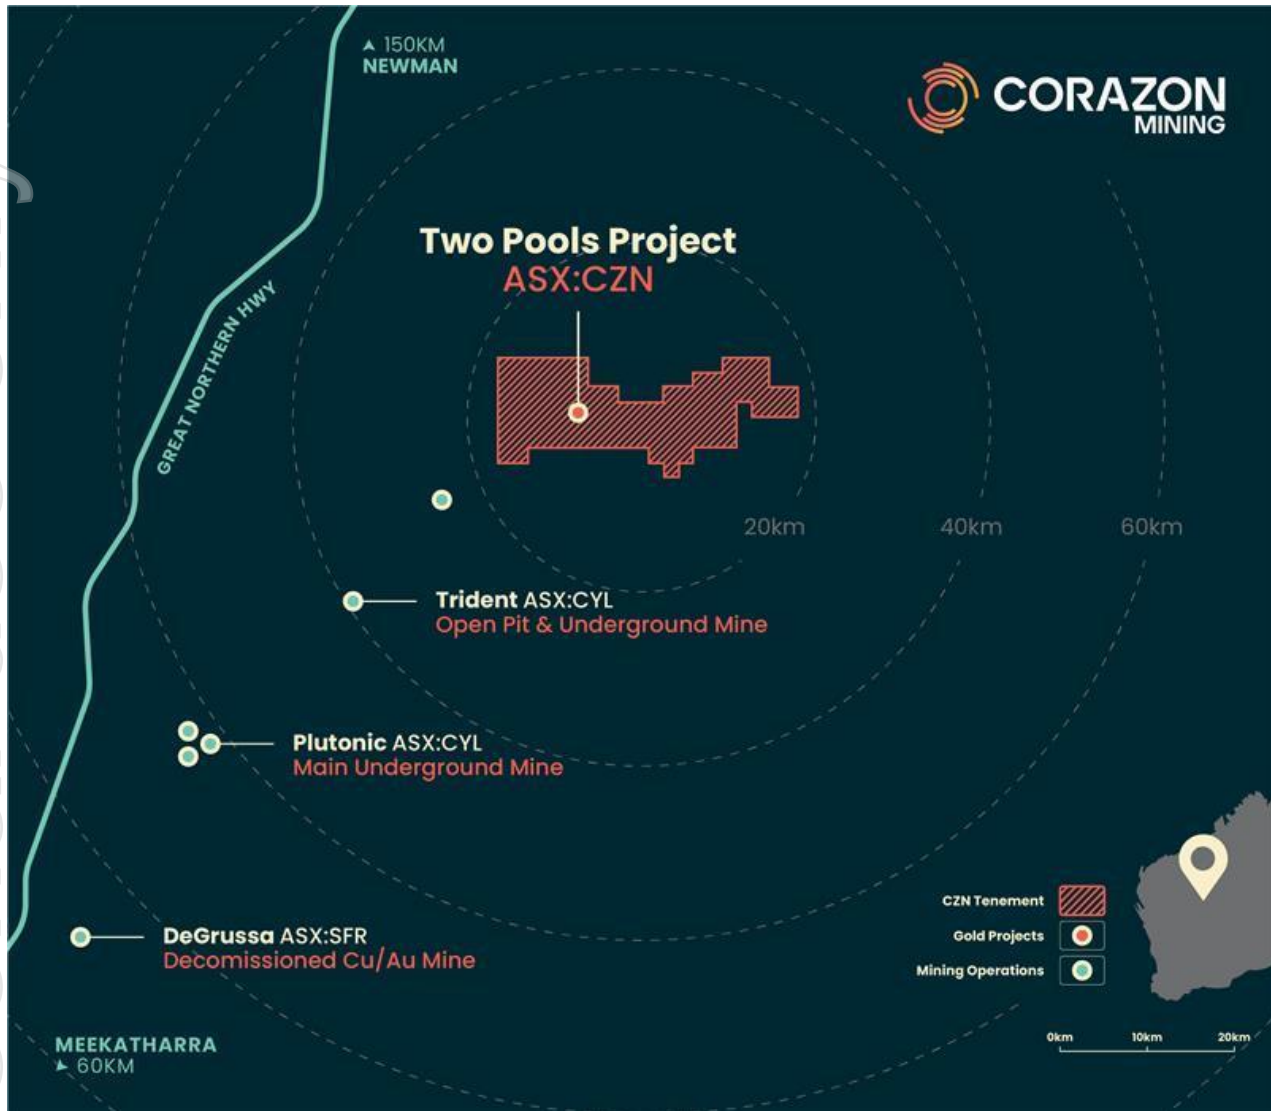 150KM
NEWMAN
CORAZON
MINING
Two Pools Project
ASX:CZN
GREAT NORTHERN HWY
20km
40km
60km
Trident ASX:CYL
Open Pit & Underground Mine
Plutonic ASX:CYL
Main Underground Mine
DeGrussa ASX:SFR
Decomissioned Cu/Au Mine
MEEKATHARRA
60KM
CZN Tenement
Gold Projects
Mining Operations
0km
10km
20km